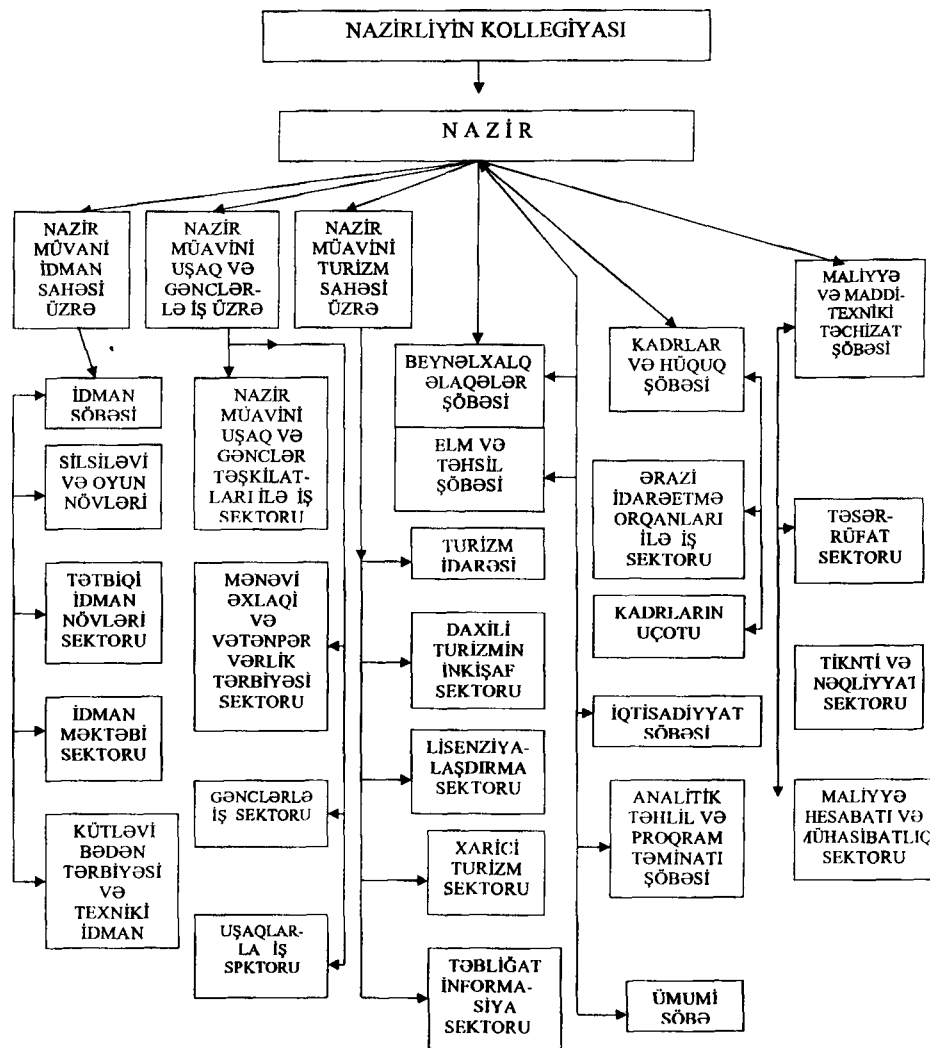 NAZİRLİYİN KOLLEGİYASI
N A Z İ R
NAZİR
MÜVANİ
İDMAN
SAHƏSİ
ÜZRƏ
NAZİR
MÜAVİNİ
UŞAQ VƏ
GƏNCLƏR-
LƏ İŞ ÜZRƏ
NAZİR
MÜAVİNİ
TURİZM
SAHƏSİ
ÜZRƏ
BEYNƏLXALQ
ƏLAQƏLƏR
ŞÖBƏSİ
KADRLAR
VƏ HÜQUQ
ŞÖBƏSİ
MALİYYƏ
VƏ MADDİ-
TEXNİKİ
TƏCHİZAT
ŞÖBƏSİ
İDMAN
ŞÖBƏSİ
SİLSİLƏVİ
VƏ OYUN
NÖVLƏRİ
TƏTBİQİ
İDMAN
NÖVLƏRİ
SEKTORU
İDMAN
MƏKTƏBİ
SEKTORU
KÜTLƏVİ
BƏDƏN
TƏRBİYƏSİ
VƏ
TEXNİKİ
İDMAN
NAZİR
MÜAVİNİ
UŞAQ VƏ
GƏNCLƏR
TƏŞKİLAT-
LARI İLƏ İŞ
SEKTORU
MƏNƏVİ
ƏXLAQİ
VƏ
VƏTƏNPƏR
VƏRLİK
TƏRBİYƏSİ
SEKTORU
GƏNCLƏRLƏ
İŞ SEKTORU
UŞAQLAR-
LA İŞ
SPKTORU
ELM VƏ
TƏHSİL
ŞÖBƏSİ
TURİZM
İDARƏSİ
DAXİLİ
TURİZMİN
İNKİŞAF
SEKTORU
LİSENZİYA-
LAŞDIRMA
SEKTORU
XARİCİ
TURİZM
SEKTORU
TƏBLİĞAT
İNFORMA-
SİYA
SEKTORU
ƏRAZİ
İDARƏETMƏ
ORQANLARI
İLƏ İŞ
SEKTORU
KADRLARIN
UÇOTU
İQTİSADİYYAT
ŞÖBƏSİ
ANALİTİK
TƏHLİL VƏ
PROQRAM
TƏMİNATI
ŞÖBƏSİ
ÜMUMİ
ŞÖBƏ
TƏSƏR-
RÜFAT
SEKTORU
TİKNTİ VƏ
NƏQLİYYAT
SEKTORU
MALİYYƏ
HESABATI VƏ
MÜHASİBATLIQ
SEKTORU